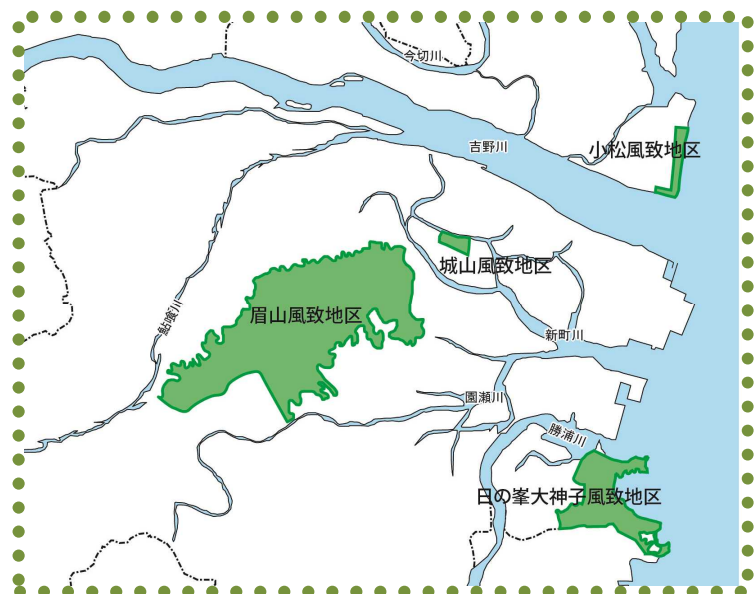 今切川
吉野川
小松風致地区
城山風致地区
眉山風致地区
鮎喰川
新町川
園瀬川
勝浦川
日の峯大神子風致地区